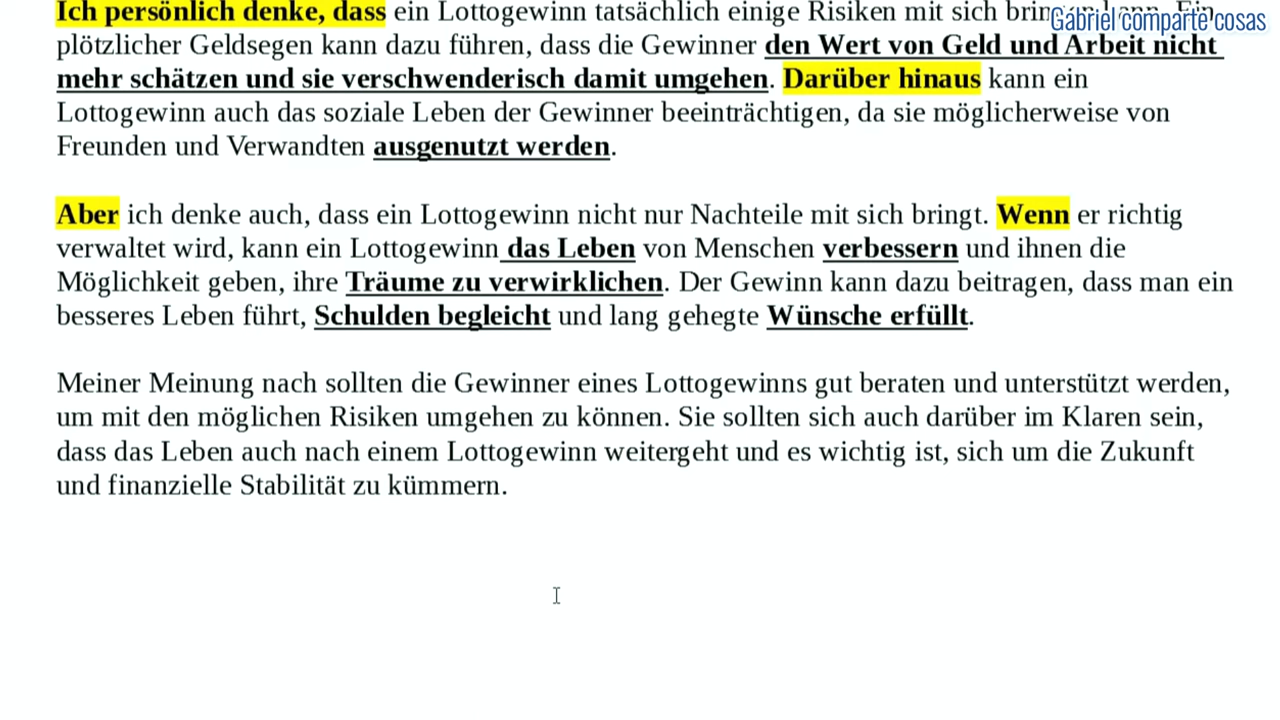 Ich persönlich denke, dass ein Lottogewinn tatsächlich einige Risiken mit sich
Gabriel comparte cosas
plötzlicher Geldsegen kann dazu führen, dass die Gewinner den Wert von Geld und Arbeit nicht
mehr schätzen und sie verschwenderisch damit umgehen. Darüber hinaus kann ein
Lottogewinn auch das soziale Leben der Gewinner beeinträchtigen, da sie möglicherweise von
Freunden und Verwandten ausgenutzt werden.
Aber ich denke auch, dass ein Lottogewinn nicht nur Nachteile mit sich bringt. Wenn er richtig
verwaltet wird, kann ein Lottogewinn das Leben von Menschen verbessern und ihnen die
Möglichkeit geben, ihre Träume zu verwirklichen. Der Gewinn kann dazu beitragen, dass man ein
besseres Leben führt, Schulden begleicht und lang gehegte Wünsche erfüllt.
Meiner Meinung nach sollten die Gewinner eines Lottogewinns gut beraten und unterstützt werden,
um mit den möglichen Risiken umgehen zu können. Sie sollten sich auch darüber im Klaren sein,
dass das Leben auch nach einem Lottogewinn weitergeht und es wichtig ist, sich um die Zukunft
und finanzielle Stabilität zu kümmern.